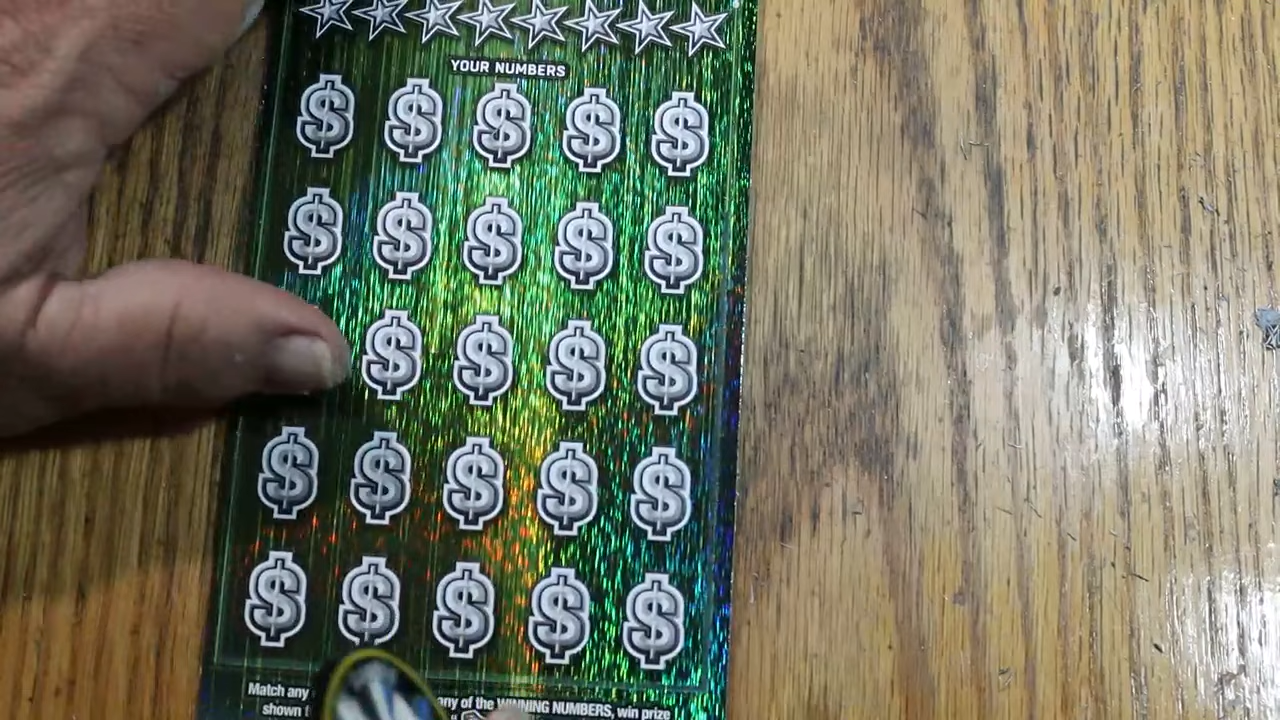 YOUR NUMBERS
$ $ $ $ $
$ $ $ $ $
$ $ $ $
$ $ $ $ $
$ $ $ $ $
Match any any of the WINNING NUMBERS, win prize
shown